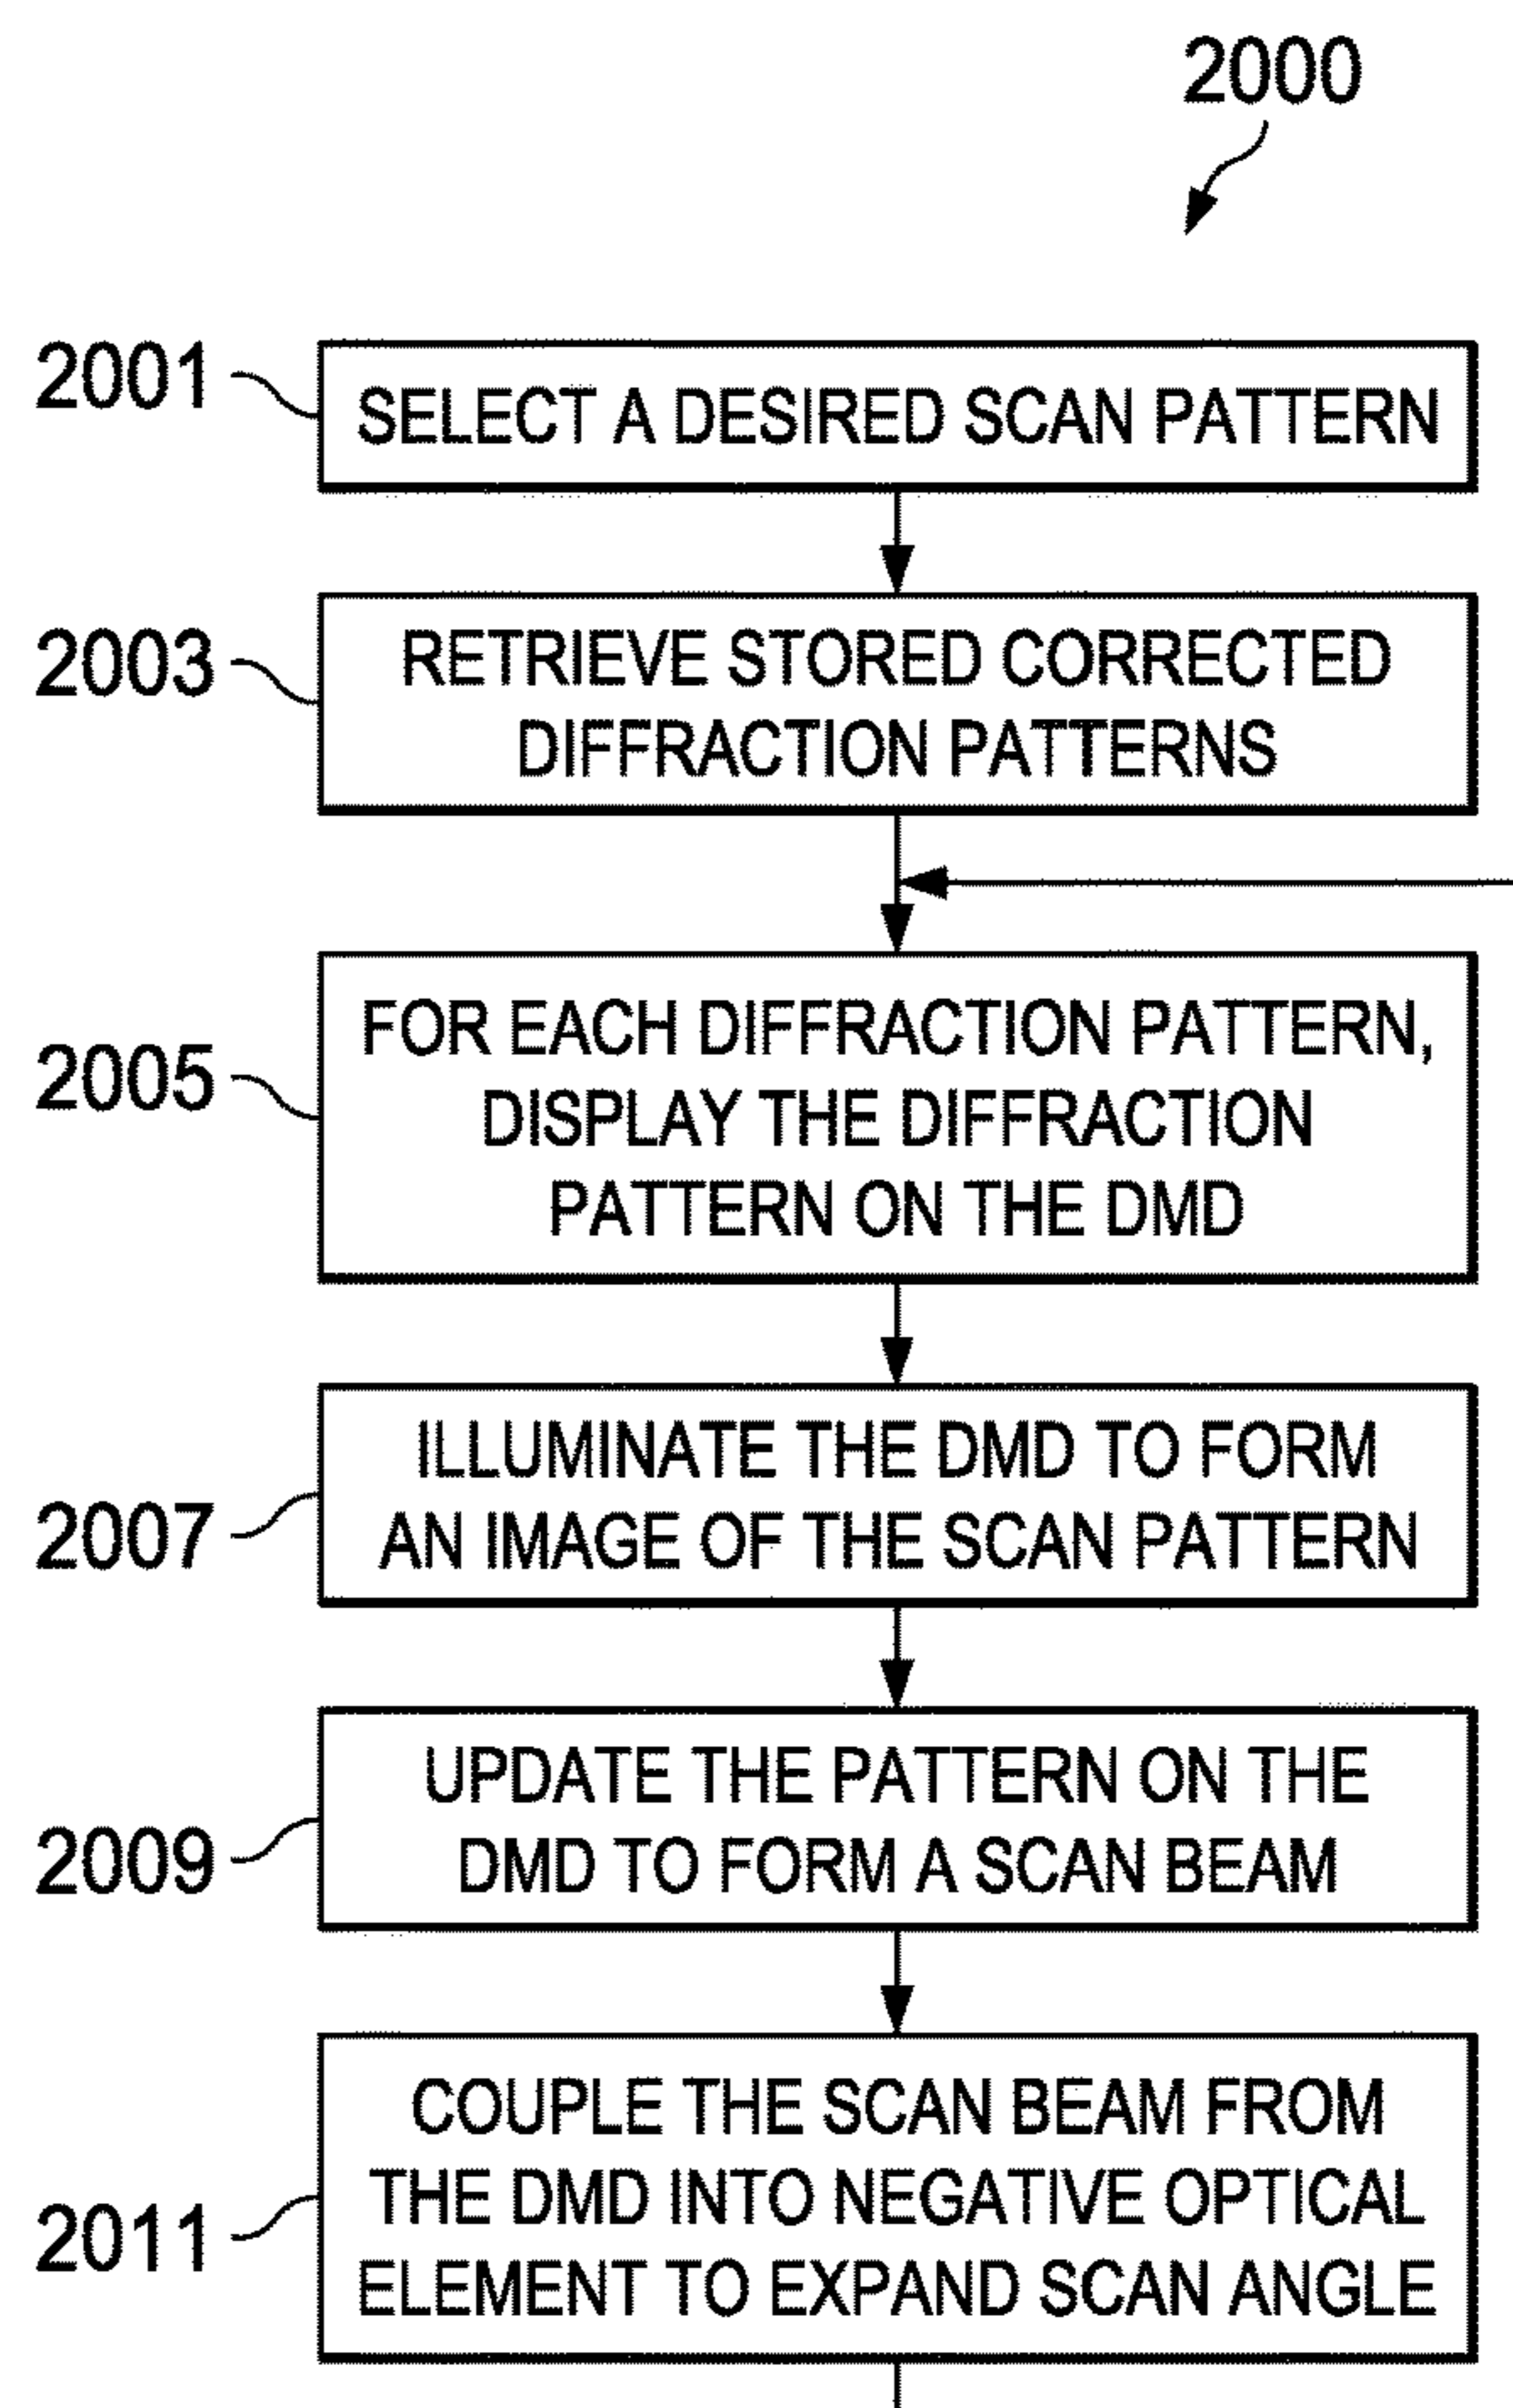 2000
2001
SELECT A DESIRED SCAN PATTERN
2003
RETRIEVE STORED CORRECTED
DIFFRACTION PATTERNS
2005
FOR EACH DIFFRACTION PATTERN,
DISPLAY THE DIFFRACTION
PATTERN ON THE DMD
2007
ILLUMINATE THE DMD TO FORM
AN IMAGE OF THE SCAN PATTERN
2009
UPDATE THE PATTERN ON THE
DMD TO FORM A SCAN BEAM
2011
COUPLE THE SCAN BEAM FROM
THE DMD INTO NEGATIVE OPTICAL
ELEMENT TO EXPAND SCAN ANGLE